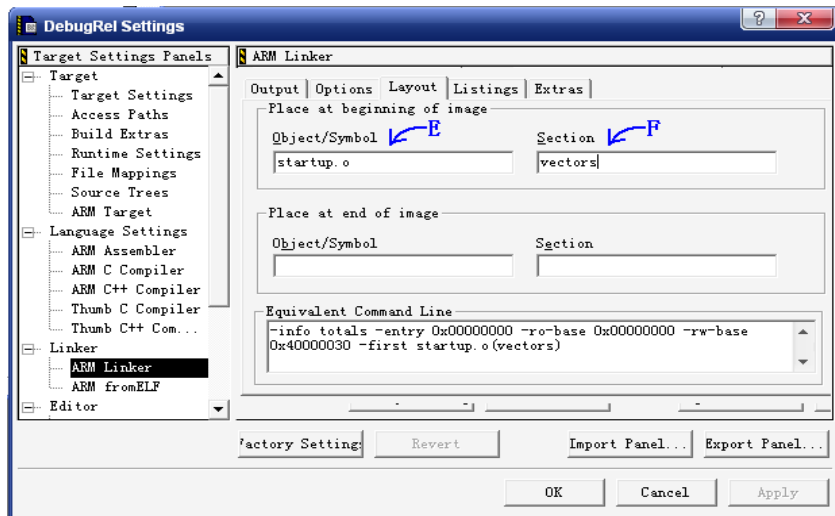 DebugRel Settings
Target Settings Panels
Target
Target Settings
Access Paths
Build Extras
Runtime Settings
File Mappings
Source Trees
ARM Target
Language Settings
ARM Assembler
ARM C Compiler
ARM C++ Compiler
Thumb C Compiler
Thumb C++ Com...
Linker
ARM Linker
ARM fromELF
Editor
ARM Linker
Output Options Layout Listings Extras
Place at beginning of image
Object/Symbol E Section F
startup.o vectors
Place at end of image
Object/Symbol Section
Equivalent Command Line
-info totals -entry 0x00000000 -ro-base 0x00000000 -rw-base
0x40000030 -first startup.o(vectors)
Factory Setting Revert Import Panel... Export Panel...
OK Cancel Apply